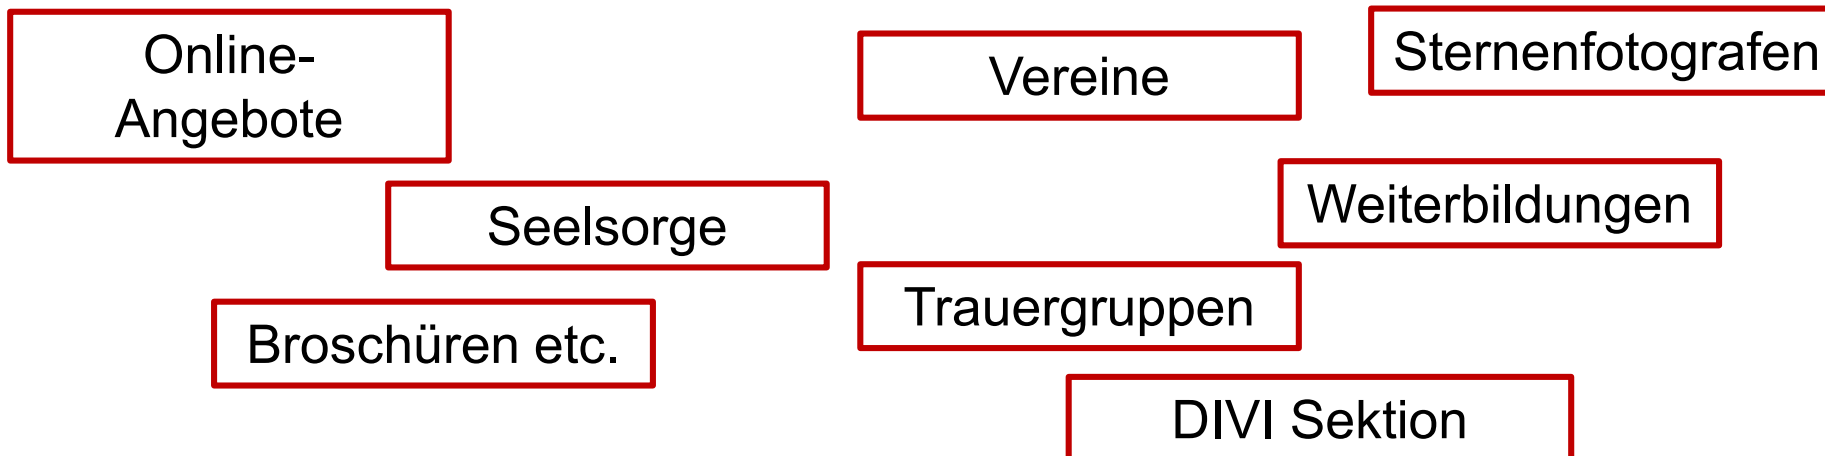 Online-
Angebote
Vereine
Sternenfotografen
Seelsorge
Weiterbildungen
Broschüren etc.
Trauergruppen
DIVI Sektion